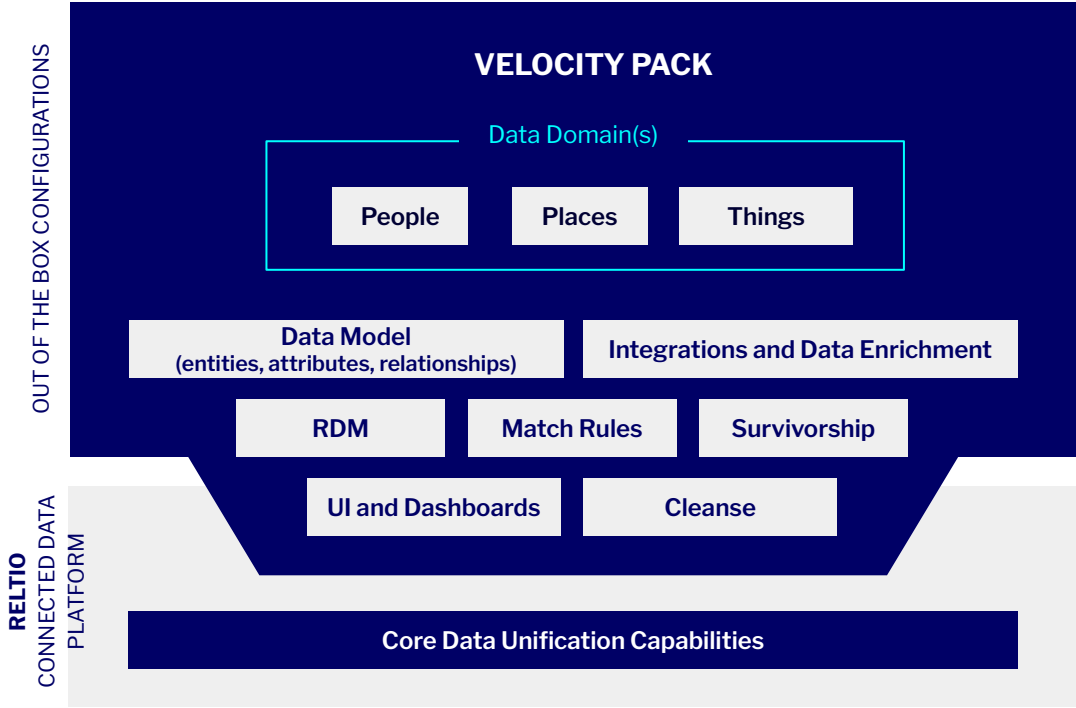 OUT OF THE BOX CONFIGURATIONS
VELOCITY PACK
Data Domain(s)
People
Places
Things
Data Model
(entities, attributes, relationships)
Integrations and Data Enrichment
RDM
Match Rules
Survivorship
UI and Dashboards
Cleanse
RELTIO
CONNECTED DATA
PLATFORM
Core Data Unification Capabilities